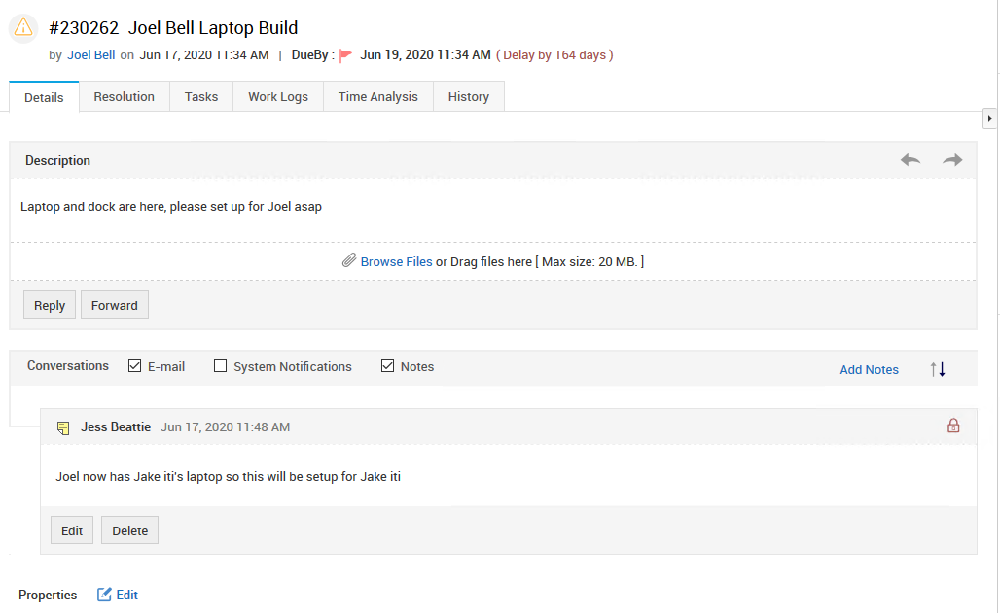 #230262 Joel Bell Laptop Build
by Joel Bell on Jun 17, 2020 11:34 AM | DueBy : Jun 19, 2020 11:34 AM ( Delay by 164 days )
Details Resolution Tasks Work Logs Time Analysis History
Description
Laptop and dock are here, please set up for Joel asap
Browse Files or Drag files here [ Max size: 20 MB. ]
Reply Forward
Conversations E-mail System Notifications Notes Add Notes
Jess Beattie Jun 17, 2020 11:48 AM
Joel now has Jake iti's laptop so this will be setup for Jake iti
Edit Delete
Properties Edit